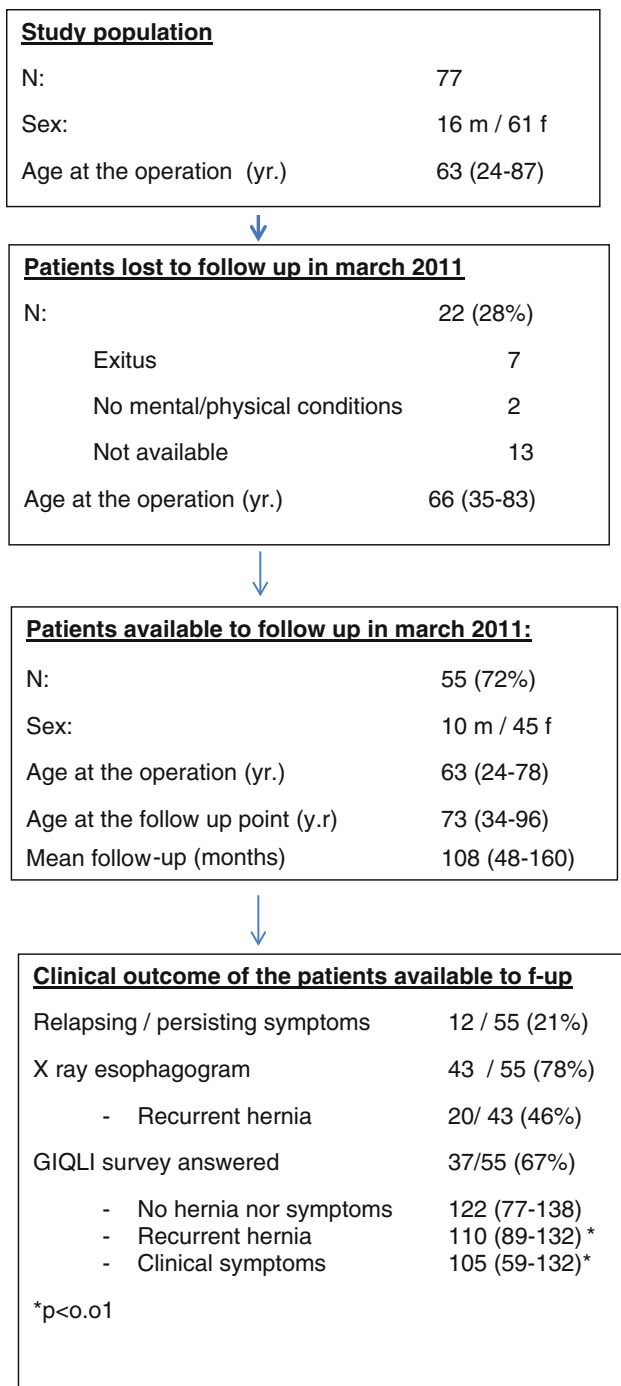 Study population
N: 77
Sex: 16 m / 61 f
Age at the operation (yr.) 63 (24-87)
Patients lost to follow up in march 2011
N: 22 (28%)
Exitus 7
No mental/physical conditions 2
Not available 13
Age at the operation (yr.) 66 (35-83)
Patients available to follow up in march 2011:
N: 55 (72%)
Sex: 10 m / 45 f
Age at the operation (yr.) 63 (24-78)
Age at the follow up point (y.r) 73 (34-96)
Mean follow-up (months) 108 (48-160)
Clinical outcome of the patients available to f-up
Relapsing / persisting symptoms 12 / 55 (21%)
X ray esophagogram 43 / 55 (78%)
- Recurrent hernia 20/ 43 (46%)
GIQLI survey answered 37/55 (67%)
- No hernia nor symptoms 122 (77-138)
- Recurrent hernia 110 (89-132) *
- Clinical symptoms 105 (59-132)*
*p<o.o1